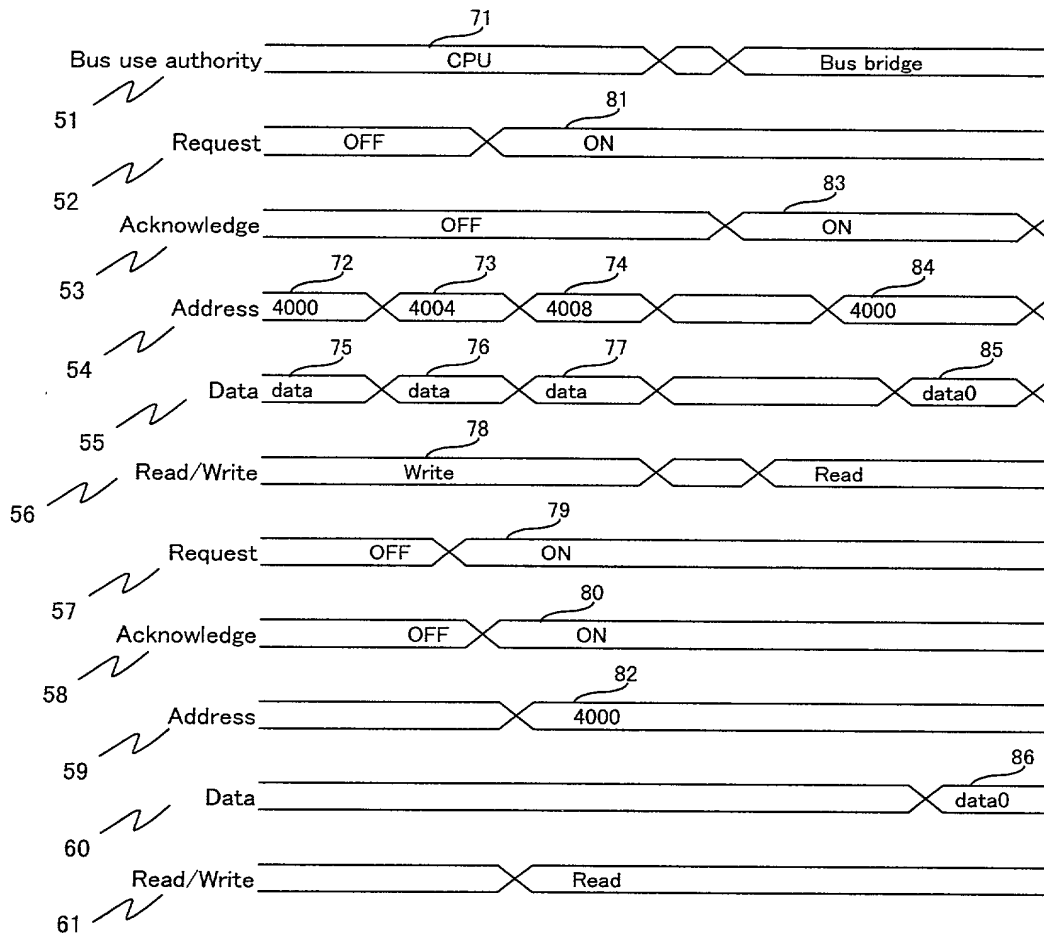 71
Bus use authority CPU Bus bridge
51
81
Request OFF ON
52
83
Acknowledge OFF ON
53
72 73 74 84
Address 4000 4004 4008 4000
54
75 76 77 85
Data data data data data0
55
78
Read/Write Write Read
56
79
Request OFF ON
57
80
Acknowledge OFF ON
58
82
Address 4000
59
86
Data data0
60
Read/Write Read
61